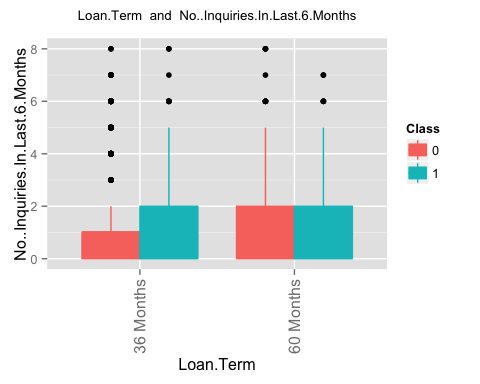 Loan.Term  and  No..Inquiries.In.Last.6.Months
No..Inquiries.In.Last.6.Months
8
6
4
2
0
36 Months
60 Months
Loan.Term
Class
0
1